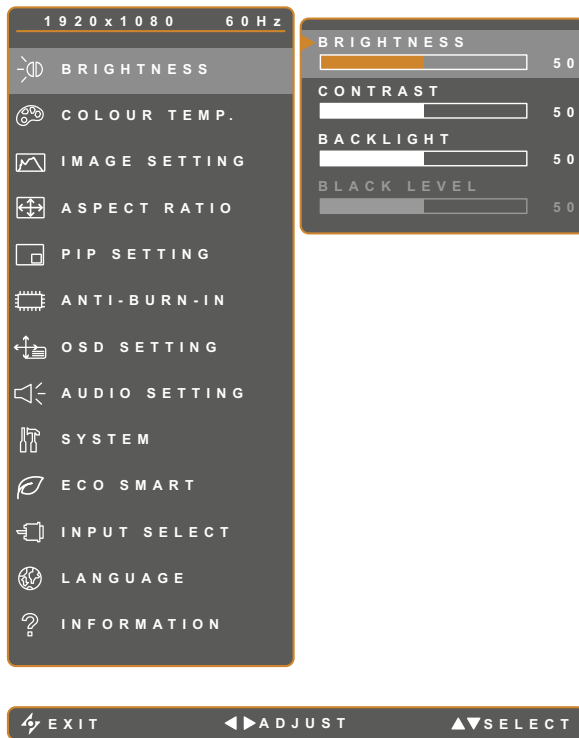 1920x1080 60Hz
BRIGHTNESS
COLOUR TEMP.
IMAGE SETTING
ASPECT RATIO
PIP SETTING
ANTI-BURN-IN
OSD SETTING
AUDIO SETTING
SYSTEM
ECO SMART
INPUT SELECT
LANGUAGE
INFORMATION
BRIGHTNESS
50
CONTRAST
50
BACKLIGHT
50
BLACK LEVEL
50
EXIT ADJUST SELECT